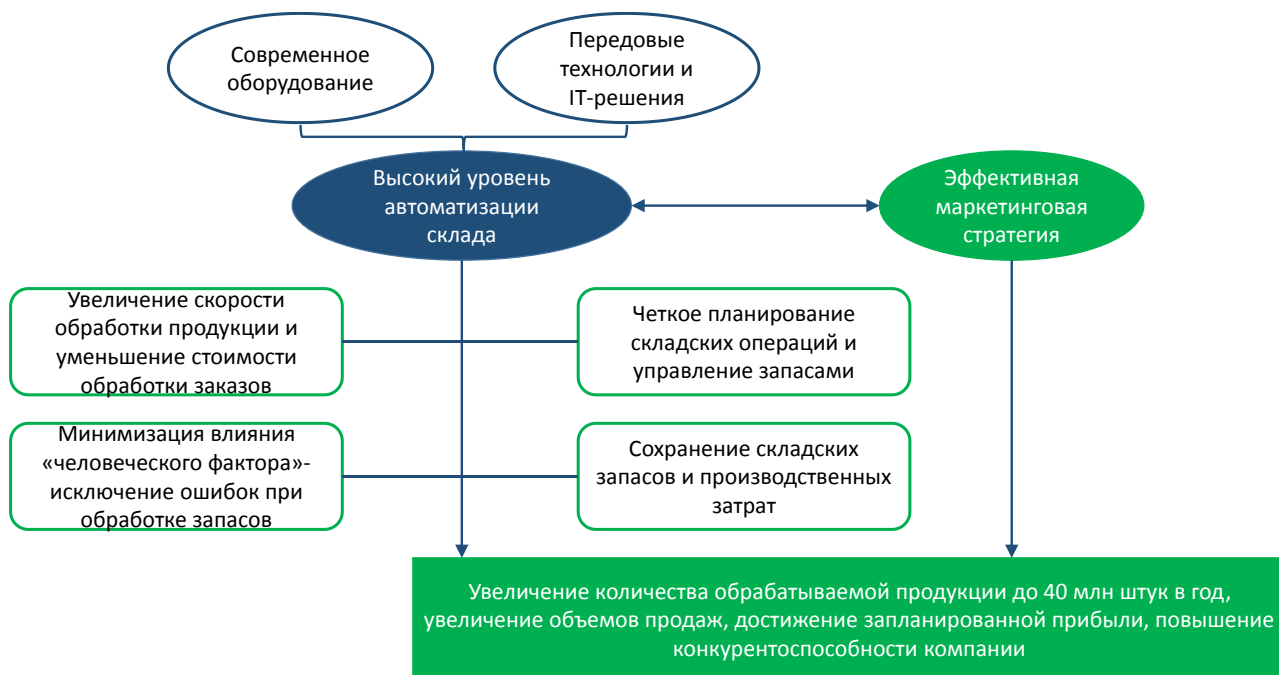 Современное
оборудование
Передовые
технологии и
IT-решения
Высокий уровень
автоматизации
склада
Эффективная
маркетинговая
стратегия
Увеличение скорости
обработки продукции и
уменьшение стоимости
обработки заказов
Четкое планирование
складских операций и
управление запасами
Минимизация влияния
«человеческого фактора»-
исключение ошибок при
обработке запасов
Сохранение складских
запасов и производственных
затрат
Увеличение количества обрабатываемой продукции до 40 млн штук в год,
увеличение объемов продаж, достижение запланированной прибыли, повышение
конкурентоспособности компании